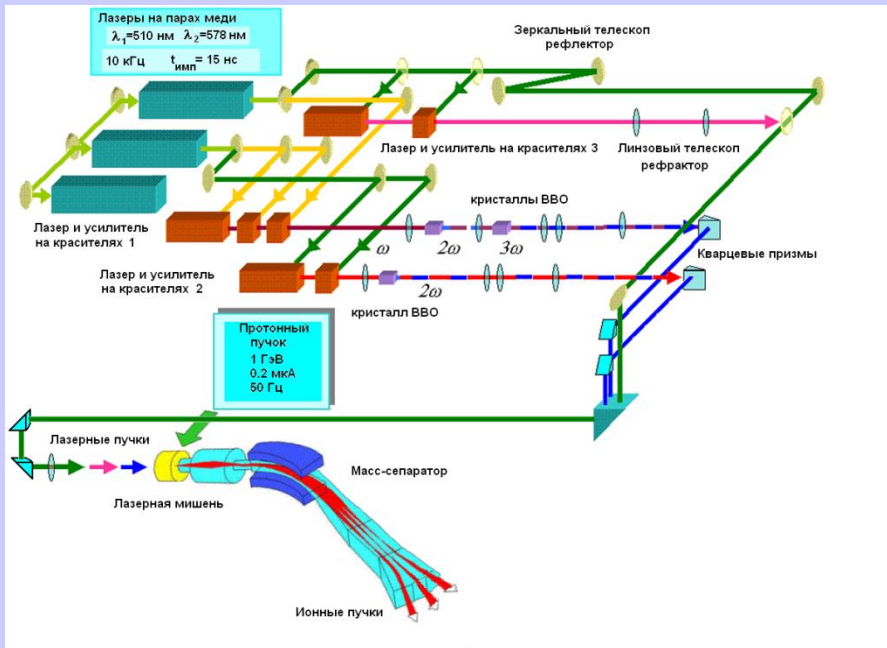 Лазеры на парах меди
λ₁=510 нм λ₂=578 нм
10 кГц tимп= 15 нс
Зеркальный телескоп
рефлектор
Лазер и усилитель на красителях 3
Линзовый телескоп
рефрактор
Лазер и усилитель
на красителях 1
кристаллы BBO
ω 2ω 3ω
Кварцевые призмы
Лазер и усилитель
на красителях 2
2ω
кристалл BBO
Протонный
пучок
1 ГэВ
0.2 мкА
50 Гц
Лазерные пучки
Масс-сепаратор
Лазерная мишень
Ионные пучки